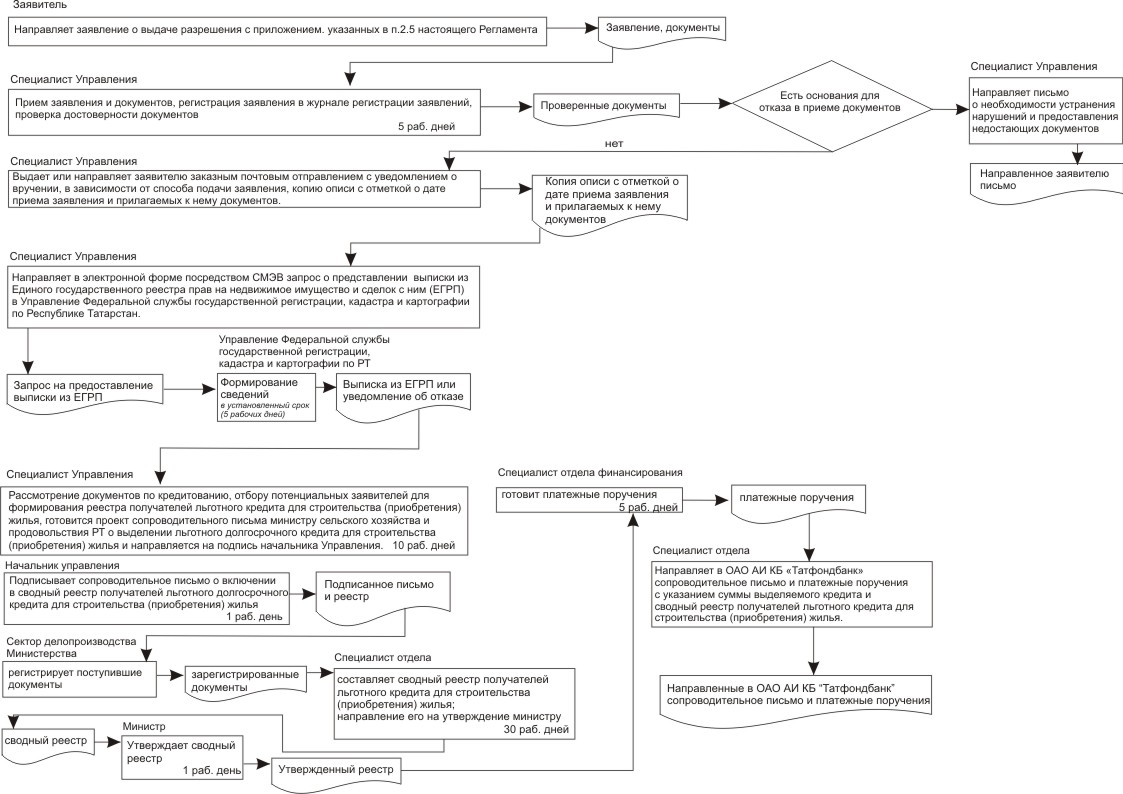 Заявитель
Направляет заявление о выдаче разрешения с приложением. указанных в п.2.5 настоящего Регламента
Заявление, документы
Специалист Управления
Прием заявления и документов, регистрация заявления в журнале регистрации заявлений,
проверка достоверности документов
5 раб. дней
Проверенные документы
Есть основания для
отказа в приеме документов
Специалист Управления
Направляет письмо
о необходимости устранения
нарушений и предоставления
недостающих документов
Направленное заявителю
письмо
нет
Специалист Управления
Выдает или направляет заявителю заказным почтовым отправлением с уведомлением о
вручении, в зависимости от способа подачи заявления, копию описи с отметкой о дате
приема заявления и прилагаемых к нему документов.
Копия описи с отметкой о
дате приема заявления
и прилагаемых к нему
документов
Специалист Управления
Направляет в электронной форме посредством СМЭВ запрос о представлении выписки из
Единого государственного реестра прав на недвижимое имущество и сделок с ним (ЕГРП)
в Управление Федеральной службы государственной регистрации, кадастра и картографии
по Республике Татарстан.
Запрос на предоставление
выписки из ЕГРП
Управление Федеральной службы
государственной регистрации,
кадастра и картографии по РТ
Формирование
сведений
в установленный срок
(5 рабочих дней)
Выписка из ЕГРП или
уведомление об отказе
Специалист Управления
Рассмотрение документов по кредитованию, отбору потенциальных заявителей для
формирования реестра получателей льготного кредита для строительства (приобретения)
жилья, готовится проект сопроводительного письма министру сельского хозяйства и
продовольствия РТ о выделении льготного долгосрочного кредита для строительства
(приобретения) жилья и направляется на подпись начальника Управления. 10 раб. дней
Начальник управления
Подписывает сопроводительное письмо о включении
в сводный реестр получателей льготного долгосрочного
кредита для строительства (приобретения) жилья
1 раб. день
Подписанное письмо
и реестр
Сектор делопроизводства
Министерства
регистрирует поступившие
документы
зарегистрированные
документы
Специалист отдела
составляет сводный реестр получателей
льготного кредита для строительства
(приобретения) жилья;
направление его на утверждение министру
30 раб. дней
сводный реестр
Министр
Утверждает сводный
реестр
1 раб. день
Утвержденный реестр
Специалист отдела финансирования
готовит платежные поручения
5 раб. дней
платежные поручения
Специалист отдела
Направляет в ОАО АИ КБ «Татфондбанк»
сопроводительное письмо и платежные поручения
с указанием суммы выделяемого кредита и
сводный реестр получателей льготного кредита для
строительства (приобретения) жилья.
Направленные в ОАО АИ КБ “Татфондбанк”
сопроводительное письмо и платежные поручения